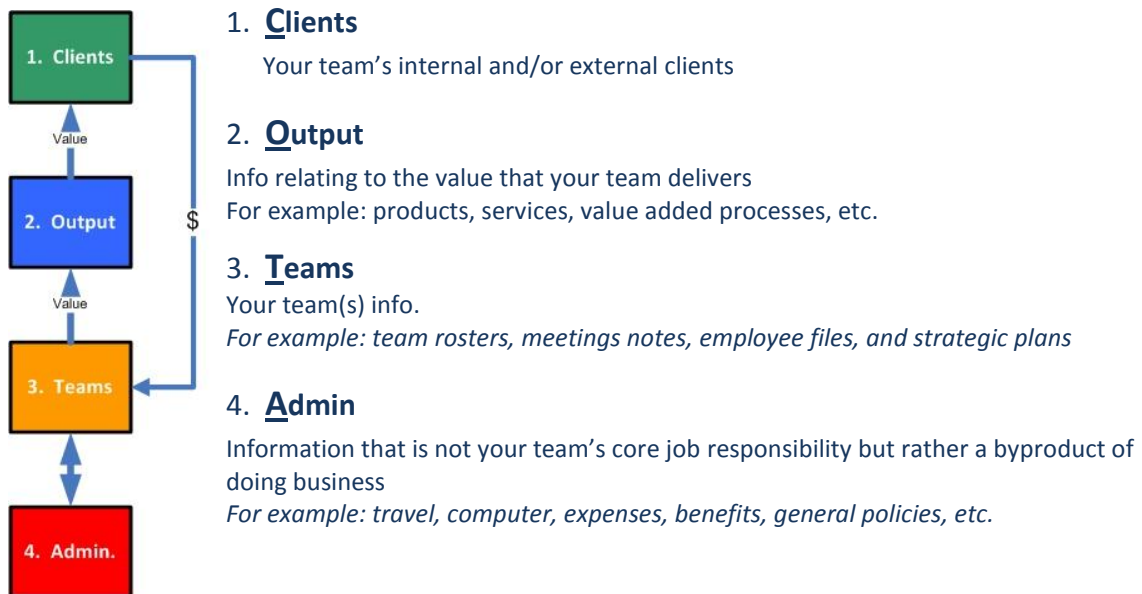 1. Clients
Value
2. Output
$
Value
3. Teams
4. Admin.
1. Clients
Your team’s internal and/or external clients
2. Output
Info relating to the value that your team delivers
For example: products, services, value added processes, etc.
3. Teams
Your team(s) info.
For example: team rosters, meetings notes, employee files, and strategic plans
4. Admin
Information that is not your team’s core job responsibility but rather a byproduct of
doing business
For example: travel, computer, expenses, benefits, general policies, etc.